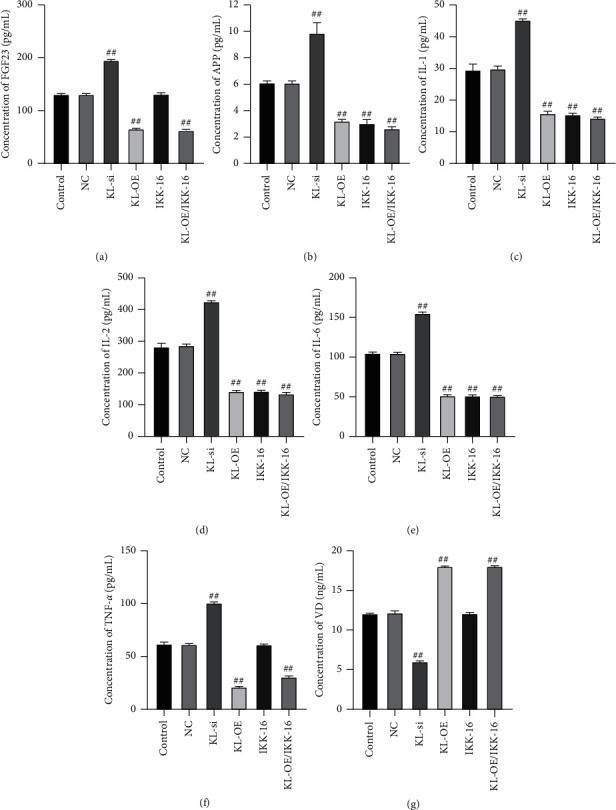 Concentration of FGF23 (pg/mL)
300
200
100
0
##
##
##
Control
NC
KL-si
KL-OE
IKK-16
KL-OE/IKK-16
(a)
Concentration of APP (pg/mL)
12
10
8
6
4
2
0
##
##
##
##
Control
NC
KL-si
KL-OE
IKK-16
KL-OE/IKK-16
(b)
Concentration of IL-1 (pg/mL)
50
40
30
20
10
0
##
##
##
##
Control
NC
KL-si
KL-OE
IKK-16
KL-OE/IKK-16
(c)
Concentration of IL-2 (pg/mL)
500
400
300
200
100
0
##
##
##
##
Control
NC
KL-si
KL-OE
IKK-16
KL-OE/IKK-16
(d)
Concentration of IL-6 (pg/mL)
200
150
100
50
0
##
##
##
##
Control
NC
KL-si
KL-OE
IKK-16
KL-OE/IKK-16
(e)
Concentration of TNF-α (pg/mL)
150
100
50
0
##
##
##
Control
NC
KL-si
KL-OE
IKK-16
KL-OE/IKK-16
(f)
Concentration of VD (ng/mL)
20
15
10
5
0
##
##
##
Control
NC
KL-si
KL-OE
IKK-16
KL-OE/IKK-16
(g)